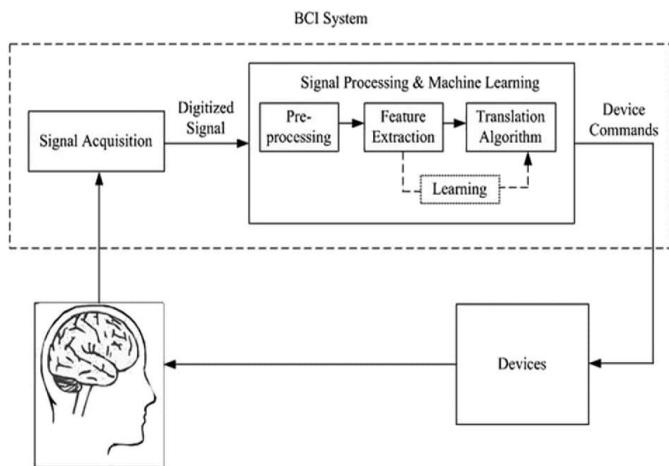 BCI System
Signal Processing & Machine Learning
Signal Acquisition
Digitized
Signal
Pre-
processing
Feature
Extraction
Translation
Algorithm
Learning
Device
Commands
Devices